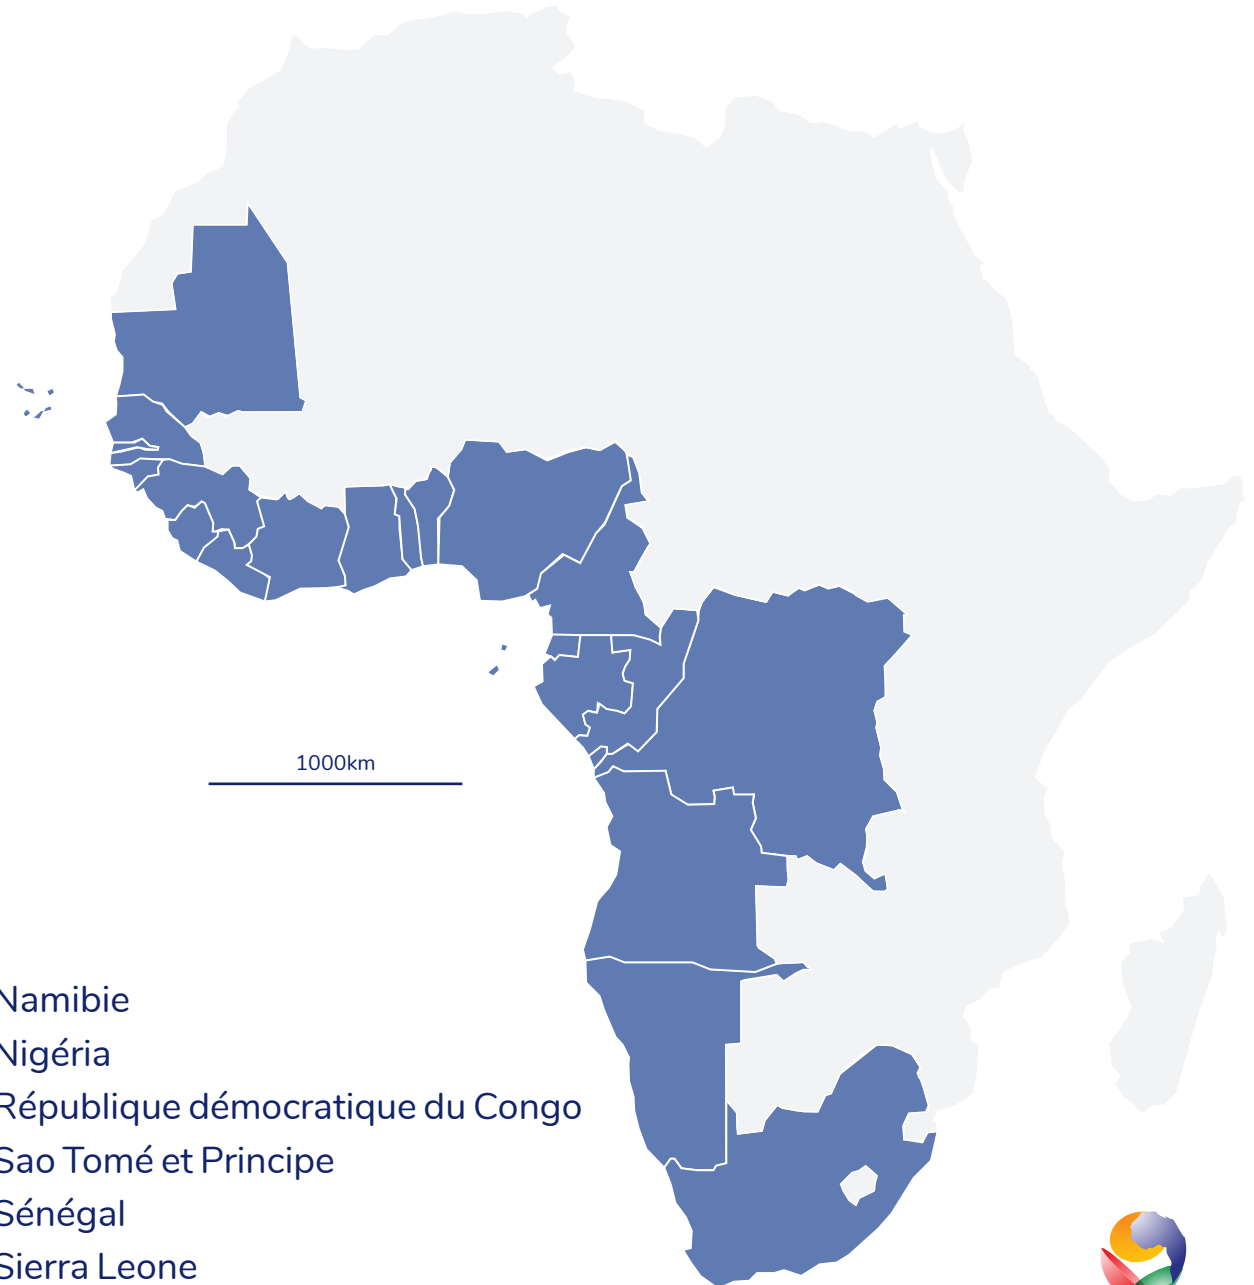 1000km
Namibie
Nigéria
République démocratique du Congo
Sao Tomé et Principe
Sénégal
Sierra Leone